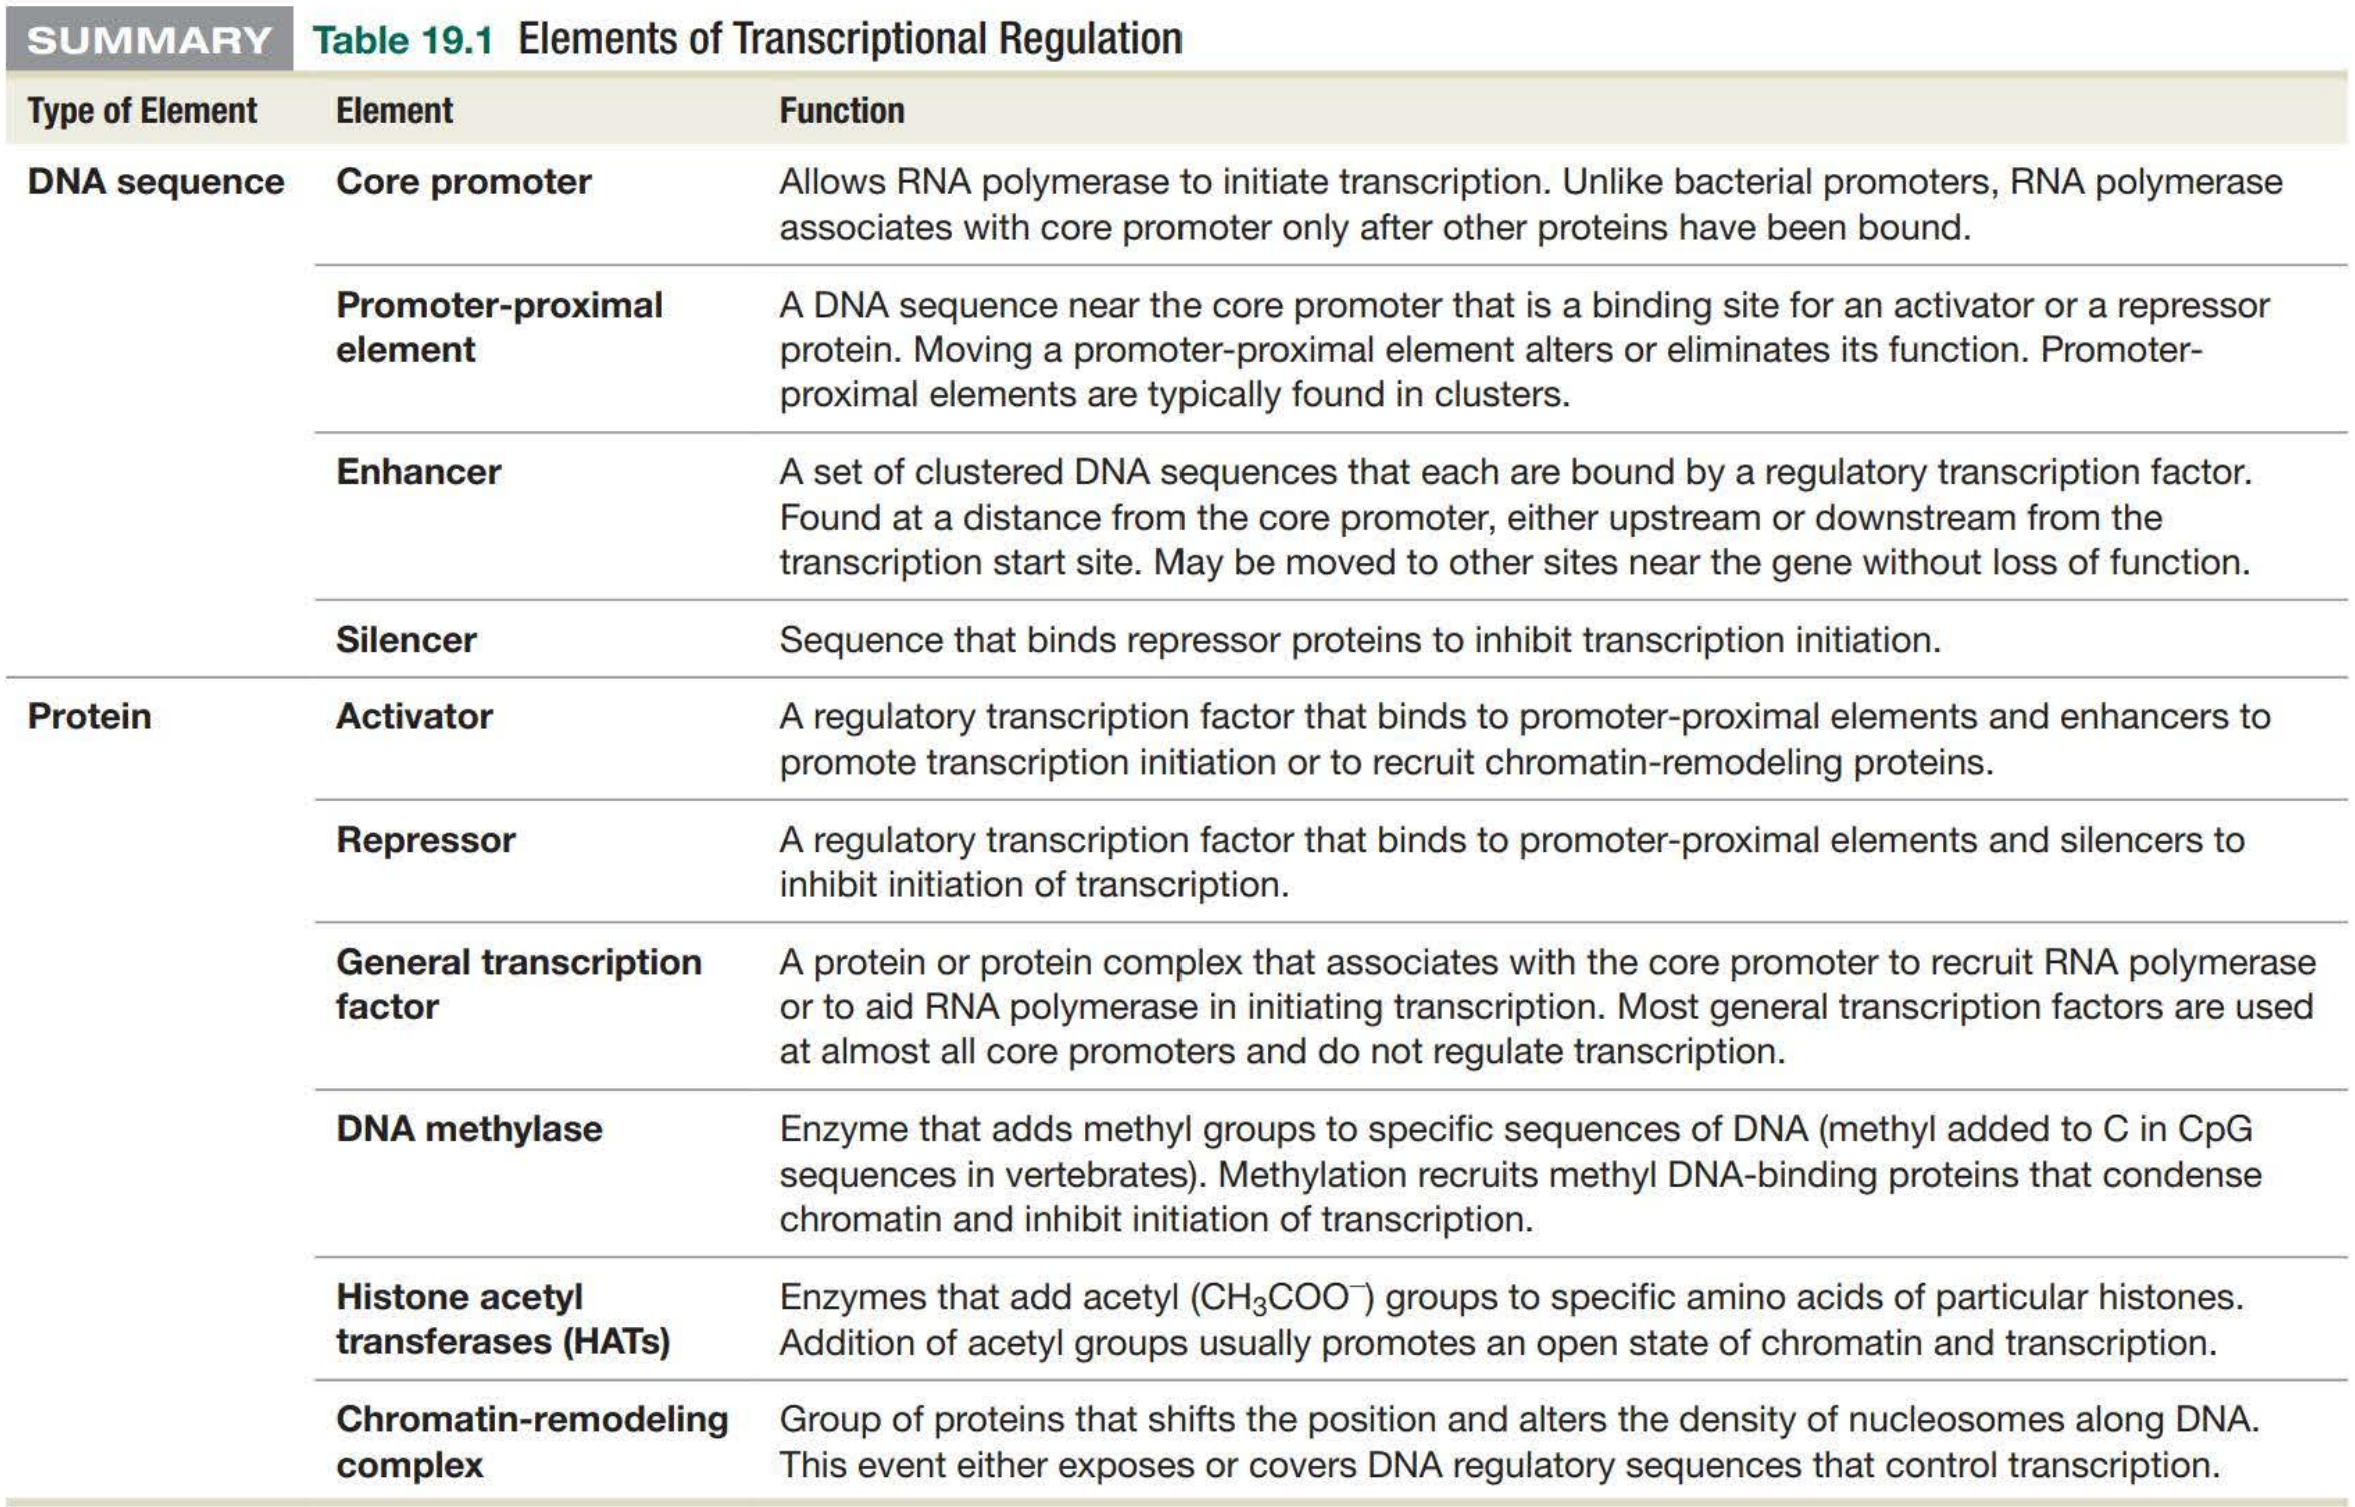 SUMMARY Table 19.1 Elements of Transcriptional Regulation
Type of Element Element Function
DNA sequence Core promoter Allows RNA polymerase to initiate transcription. Unlike bacterial promoters, RNA polymerase
associates with core promoter only after other proteins have been bound.
Promoter-proximal A DNA sequence near the core promoter that is a binding site for an activator or a repressor
element protein. Moving a promoter-proximal element alters or eliminates its function. Promoter-
proximal elements are typically found in clusters.
Enhancer A set of clustered DNA sequences that each are bound by a regulatory transcription factor.
Found at a distance from the core promoter, either upstream or downstream from the
transcription start site. May be moved to other sites near the gene without loss of function.
Silencer Sequence that binds repressor proteins to inhibit transcription initiation.
Protein Activator A regulatory transcription factor that binds to promoter-proximal elements and enhancers to
promote transcription initiation or to recruit chromatin-remodeling proteins.
Repressor A regulatory transcription factor that binds to promoter-proximal elements and silencers to
inhibit initiation of transcription.
General transcription A protein or protein complex that associates with the core promoter to recruit RNA polymerase
factor or to aid RNA polymerase in initiating transcription. Most general transcription factors are used
at almost all core promoters and do not regulate transcription.
DNA methylase Enzyme that adds methyl groups to specific sequences of DNA (methyl added to C in CpG
sequences in vertebrates). Methylation recruits methyl DNA-binding proteins that condense
chromatin and inhibit initiation of transcription.
Histone acetyl Enzymes that add acetyl (CH₃COO⁻) groups to specific amino acids of particular histones.
transferases (HATs) Addition of acetyl groups usually promotes an open state of chromatin and transcription.
Chromatin-remodeling Group of proteins that shifts the position and alters the density of nucleosomes along DNA.
complex This event either exposes or covers DNA regulatory sequences that control transcription.